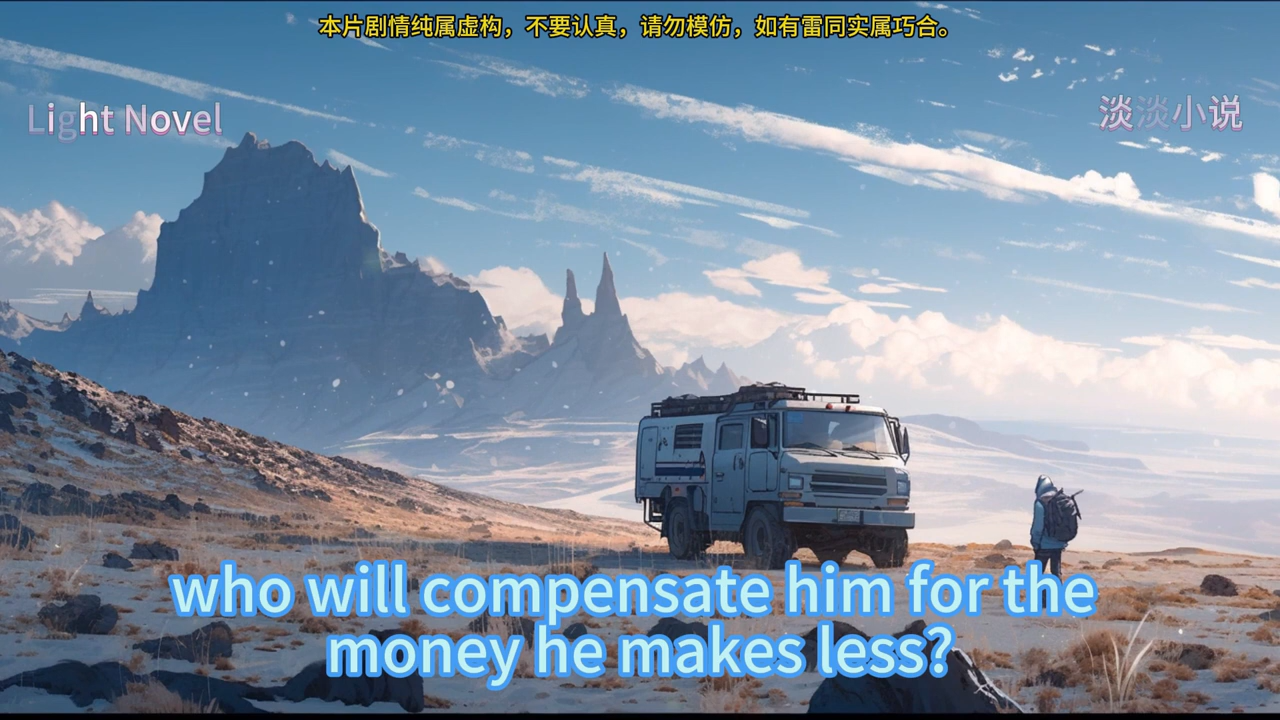 本片剧情纯属虚构，不要认真，请勿模仿，如有雷同实属巧合。
Light Novel
淡淡小说
who will compensate him for the
money he makes less?